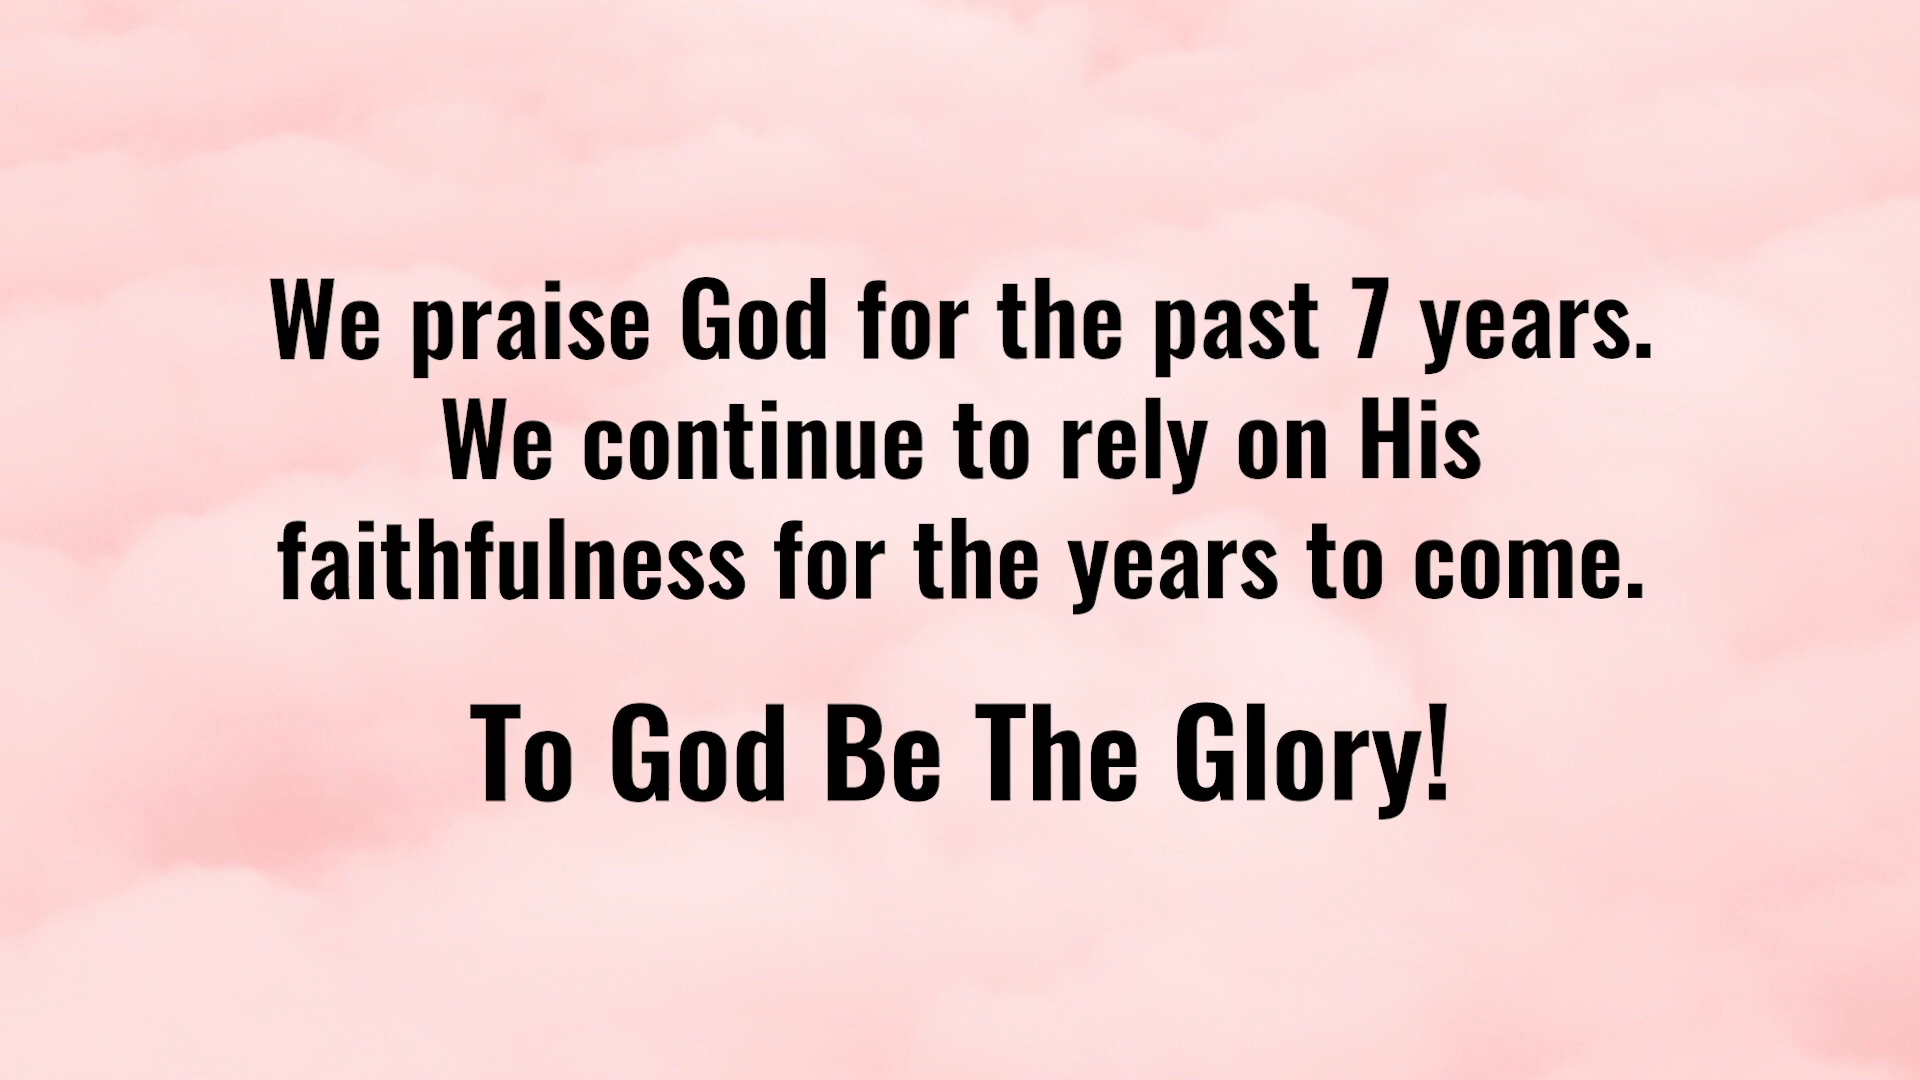 We praise God for the past 7 years.
We continue to rely on His
faithfulness for the years to come.
To God Be The Glory!